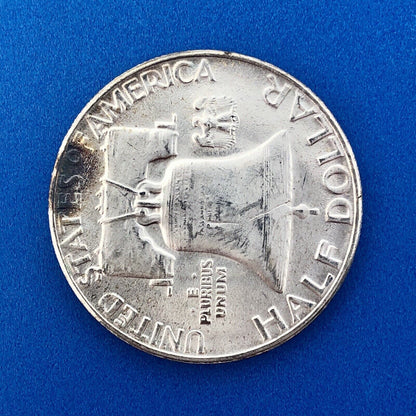 UNITED STATES OF AMERICA
E
PLURIBUS
UNUM
HALF DOLLAR